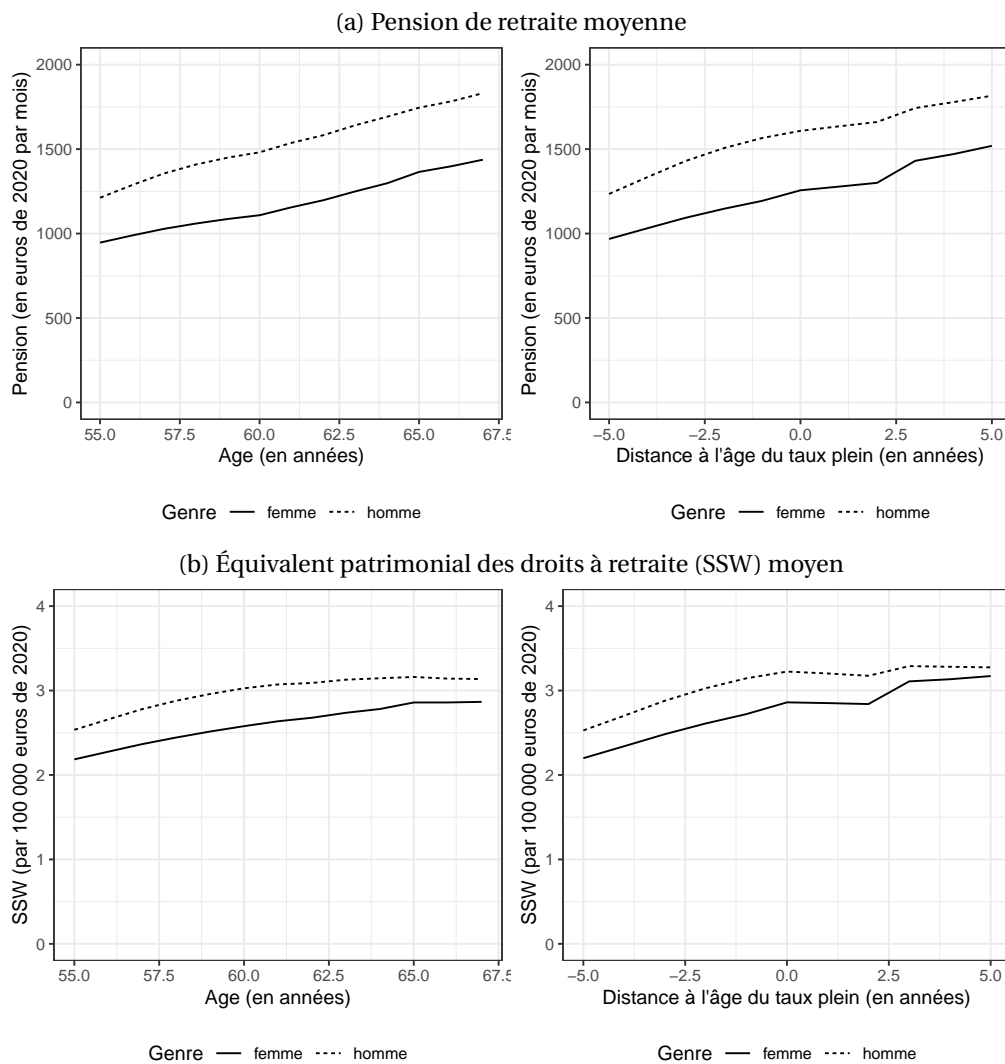 (a) Pension de retraite moyenne
Pension (en euros de 2020 par mois)
2000
1500
1000
500
0
55.0 57.5 60.0 62.5 65.0 67.5
Age (en années)
Genre femme homme
Pension (en euros de 2020 par mois)
2000
1500
1000
500
0
−5.0 −2.5 0.0 2.5 5.0
Distance à l'âge du taux plein (en années)
Genre femme homme
(b) Équivalent patrimonial des droits à retraite (SSW) moyen
SSW (par 100 000 euros de 2020)
4
3
2
1
0
55.0 57.5 60.0 62.5 65.0 67.5
Age (en années)
Genre femme homme
SSW (par 100 000 euros de 2020)
4
3
2
1
0
−5.0 −2.5 0.0 2.5 5.0
Distance à l'âge du taux plein (en années)
Genre femme homme